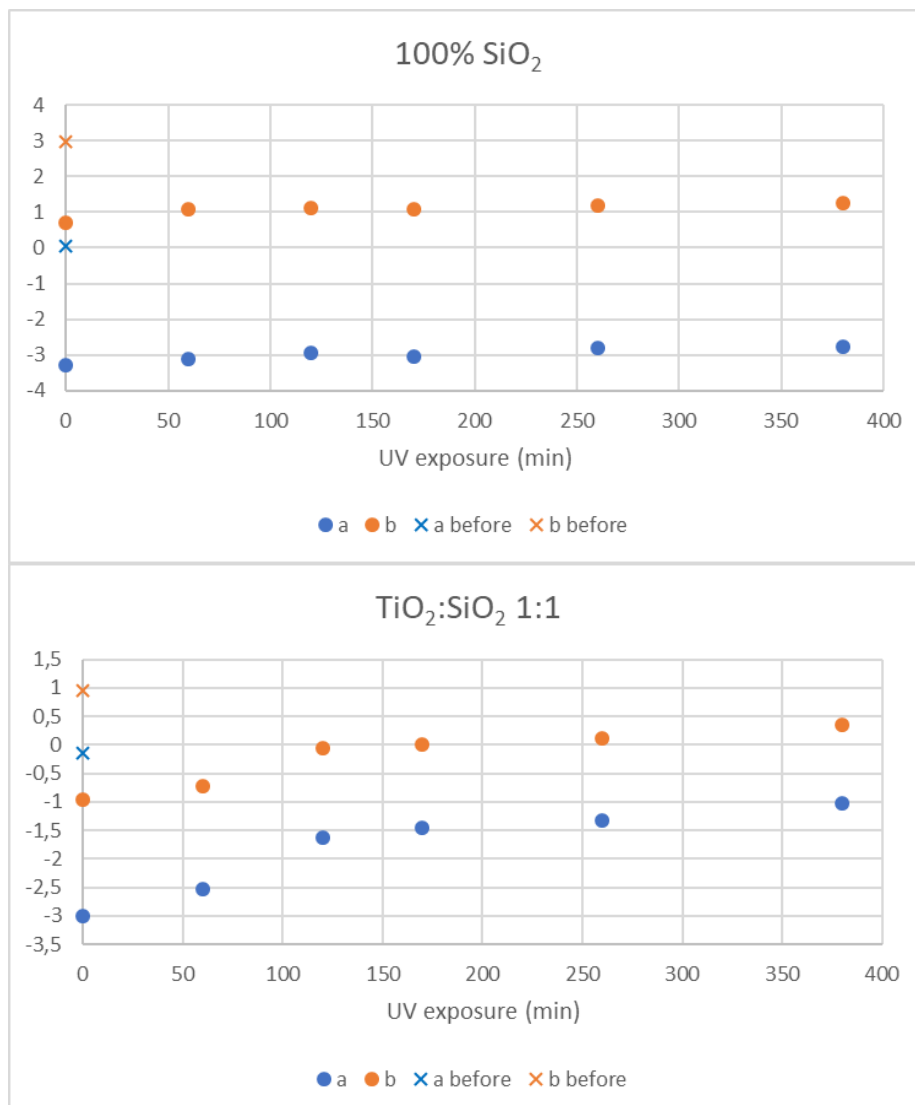 100% SiO₂
4
3
2
1
0
-1
-2
-3
-4
0 50 100 150 200 250 300 350 400
UV exposure (min)
a b a before b before
TiO₂:SiO₂ 1:1
1,5
1
0,5
0
-0,5
-1
-1,5
-2
-2,5
-3
-3,5
0 50 100 150 200 250 300 350 400
UV exposure (min)
a b a before b before